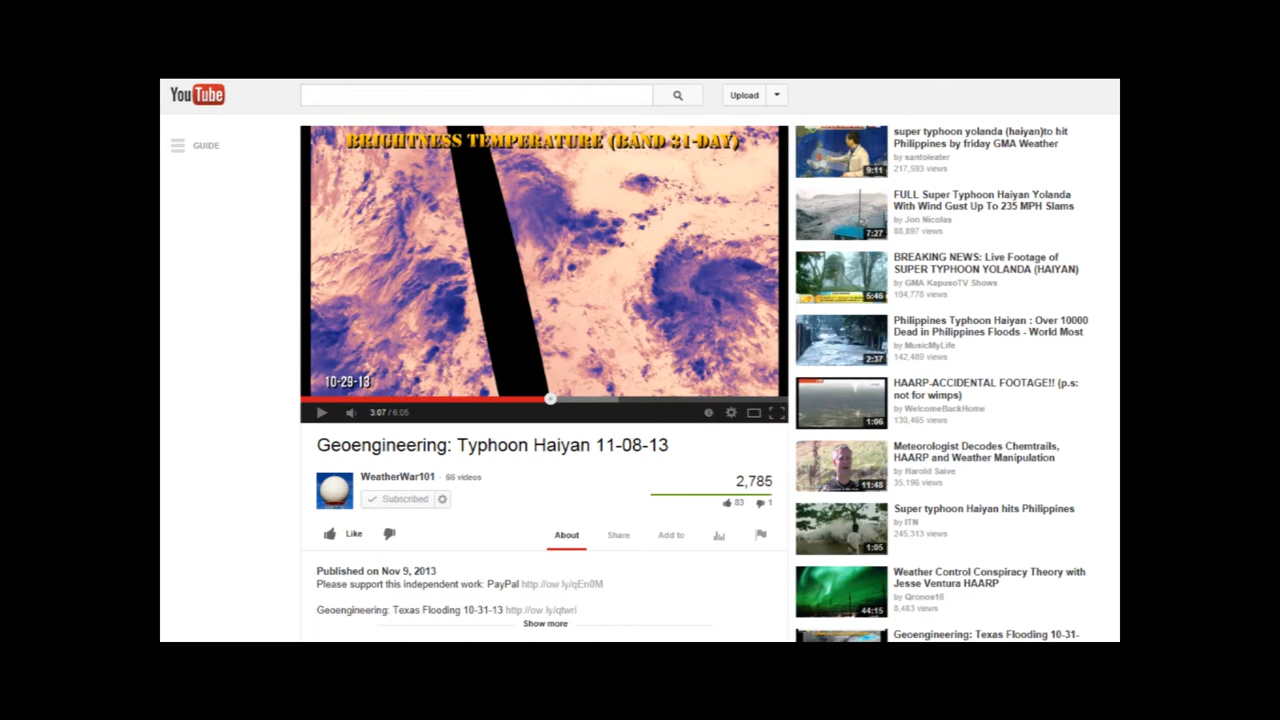 YouTube
Upload
GUIDE
BRIGHTNESS TEMPERATURE (BAND 31-DAY)
10-29-13
3:07 / 6:05
Geoengineering: Typhoon Haiyan 11-08-13
WeatherWar101 · 66 videos
Subscribed
2,785
83 1
Like
About Share Add to
Published on Nov 9, 2013
Please support this independent work: PayPal http://ow.ly/qEn0M
Geoengineering: Texas Flooding 10-31-13 http://ow.ly/qtwri
Show more
super typhoon yolanda (haiyan)to hit
Philippines by friday GMA Weather
by santoleater
217,593 views
9:11
FULL Super Typhoon Haiyan Yolanda
With Wind Gust Up To 235 MPH Slams
by Jon Nicolas
88,897 views
7:27
BREAKING NEWS: Live Footage of
SUPER TYPHOON YOLANDA (HAIYAN)
by GMA KapusoTV Shows
104,778 views
5:46
Philippines Typhoon Haiyan : Over 10000
Dead in Philippines Floods - World Most
by MusicMyLife
142,489 views
2:37
HAARP-ACCIDENTAL FOOTAGE!! (p.s:
not for wimps)
by WelcomeBackHome
130,465 views
1:06
Meteorologist Decodes Chemtrails,
HAARP and Weather Manipulation
by Harold Saive
35,196 views
11:48
Super typhoon Haiyan hits Philippines
by ITN
245,313 views
1:05
Weather Control Conspiracy Theory with
Jesse Ventura HAARP
by Qronos16
8,483 views
44:15
Geoengineering: Texas Flooding 10-31-